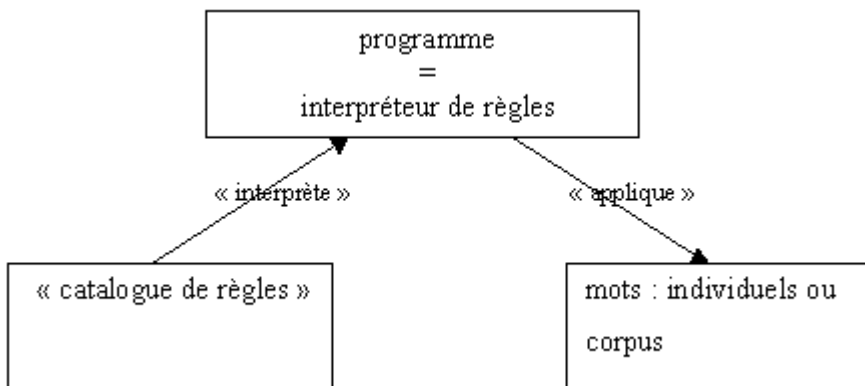 programme
=
interpréteur de règles
« interprète »
« applique »
« catalogue de règles »
mots : individuels ou
corpus